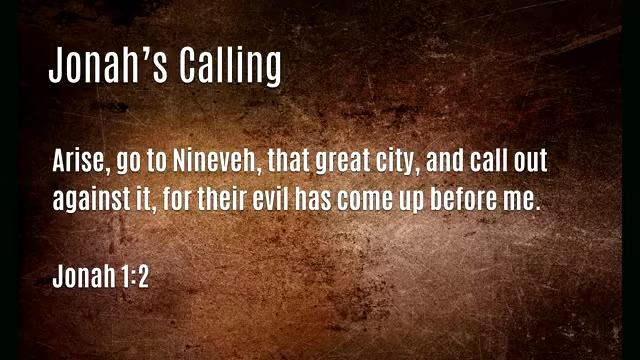 Jonah’s Calling
Arise, go to Nineveh, that great city, and call out
against it, for their evil has come up before me.
Jonah 1:2